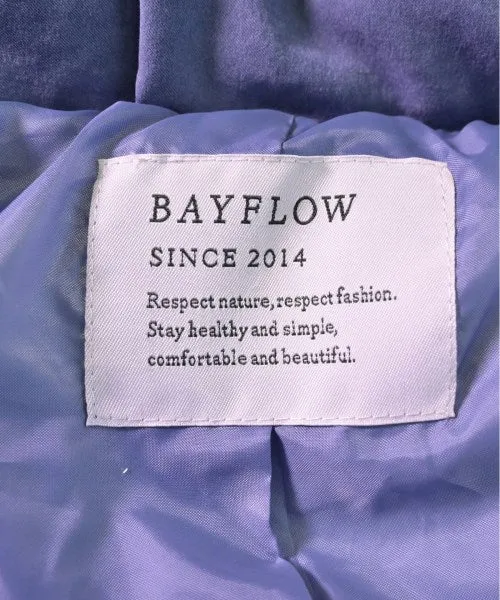 BAYFLOW
SINCE 2014
Respect nature, respect fashion.
Stay healthy and simple,
comfortable and beautiful.